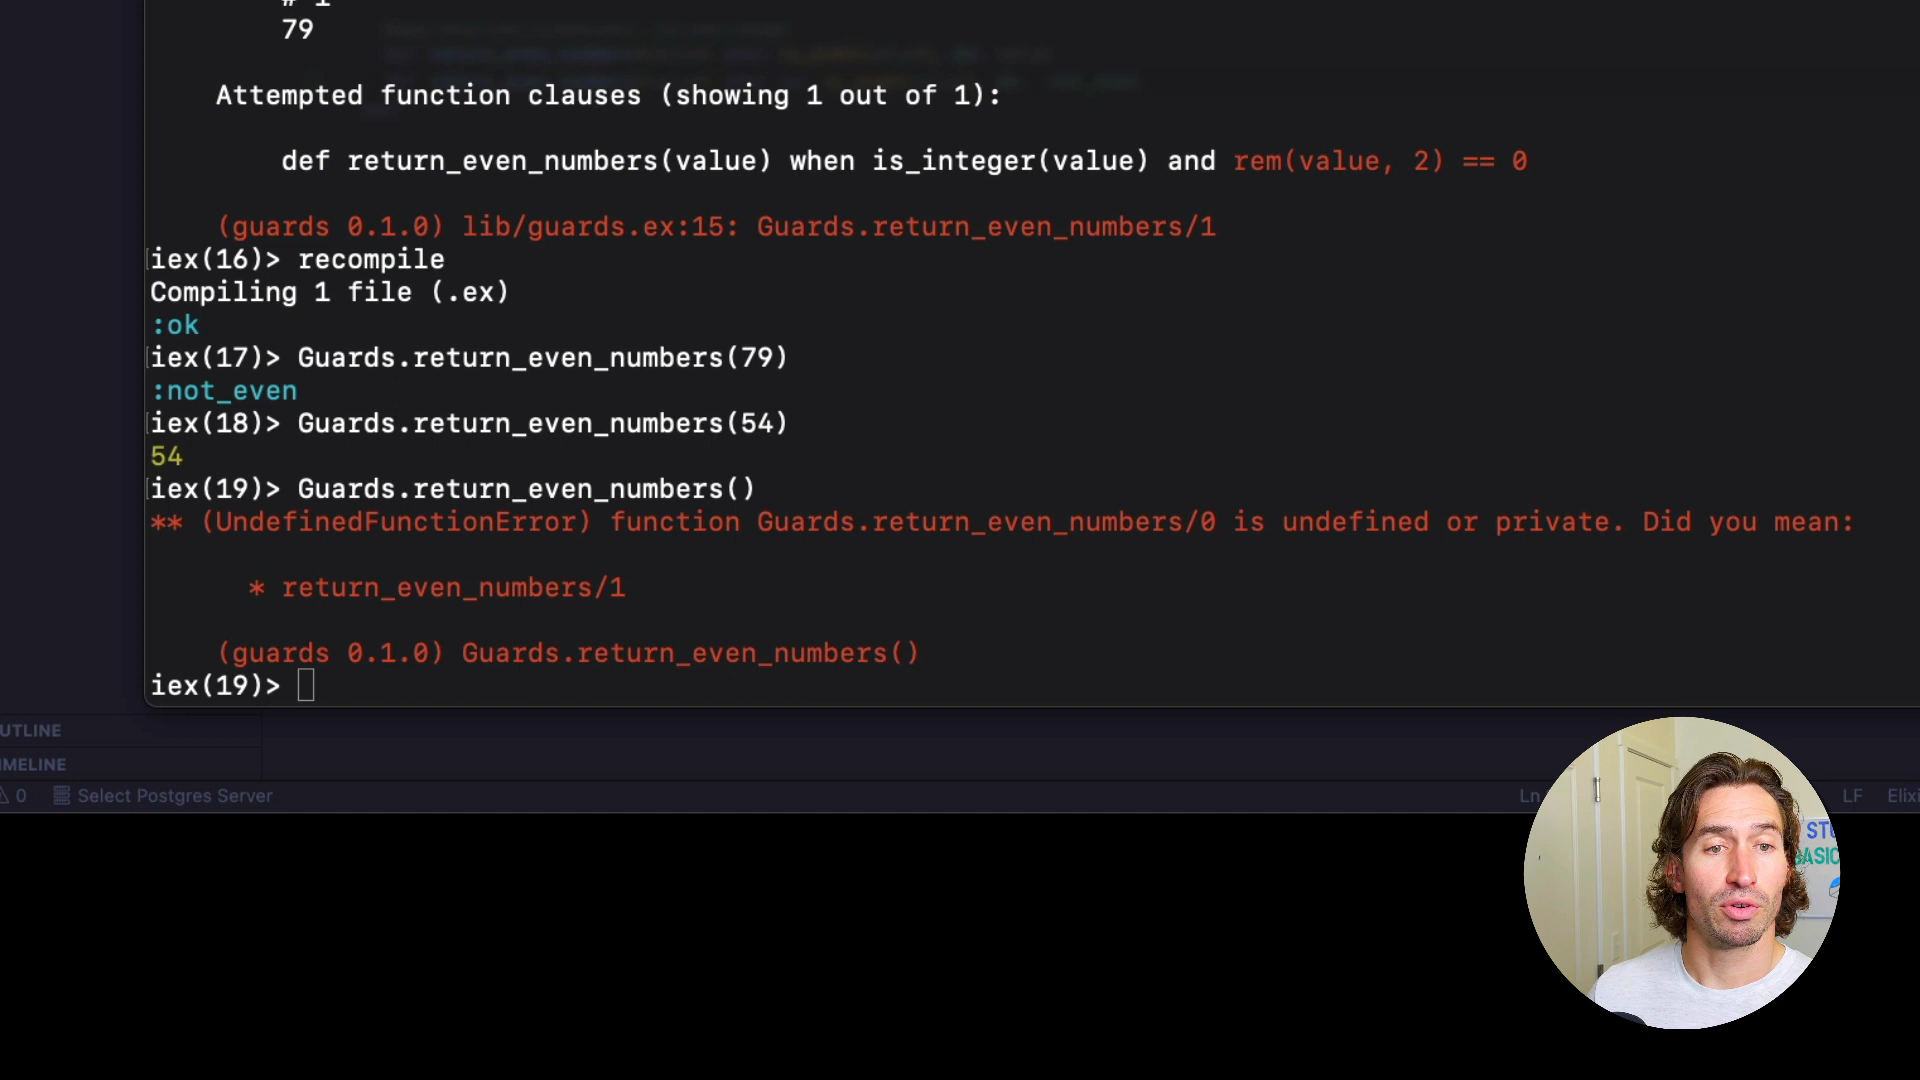 79
Attempted function clauses (showing 1 out of 1):
def return_even_numbers(value) when is_integer(value) and rem(value, 2) == 0
(guards 0.1.0) lib/guards.ex:15: Guards.return_even_numbers/1
iex(16)> recompile
Compiling 1 file (.ex)
:ok
iex(17)> Guards.return_even_numbers(79)
:not_even
iex(18)> Guards.return_even_numbers(54)
54
iex(19)> Guards.return_even_numbers()
** (UndefinedFunctionError) function Guards.return_even_numbers/0 is undefined or private. Did you mean:
* return_even_numbers/1
(guards 0.1.0) Guards.return_even_numbers()
iex(19)>
UTLINE
IMELINE
0 Select Postgres Server
Ln
LF Elixi
STU
BASIC